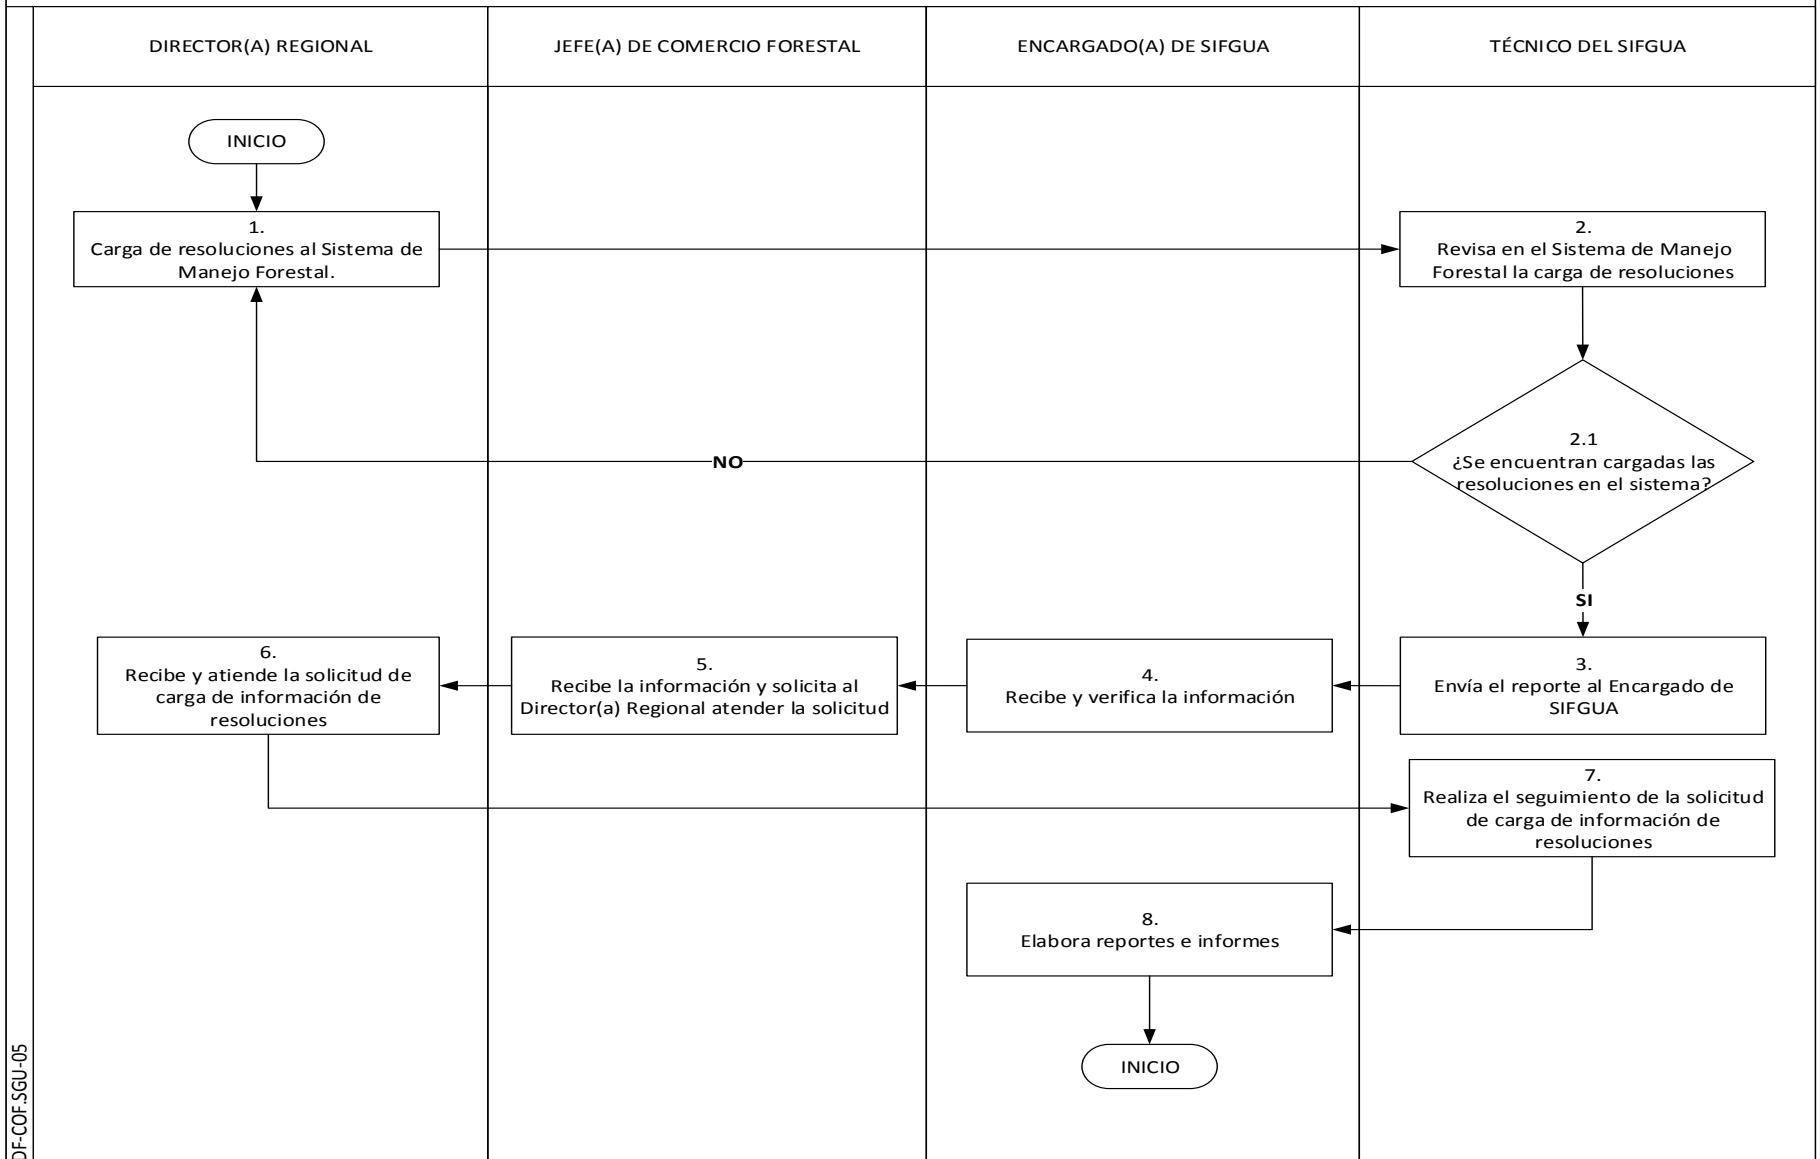 DIRECTOR(A) REGIONAL
JEFE(A) DE COMERCIO FORESTAL
ENCARGADO(A) DE SIFGUA
TÉCNICO DEL SIFGUA
INICIO
1.
Carga de resoluciones al Sistema de
Manejo Forestal.
2.
Revisa en el Sistema de Manejo
Forestal la carga de resoluciones
2.1
¿Se encuentran cargadas las
resoluciones en el sistema?
NO
SI
3.
Envía el reporte al Encargado de
SIFGUA
4.
Recibe y verifica la información
5.
Recibe la información y solicita al
Director(a) Regional atender la solicitud
6.
Recibe y atiende la solicitud de
carga de información de
resoluciones
7.
Realiza el seguimiento de la solicitud
de carga de información de
resoluciones
8.
Elabora reportes e informes
INICIO
DF-COF.SGU-05